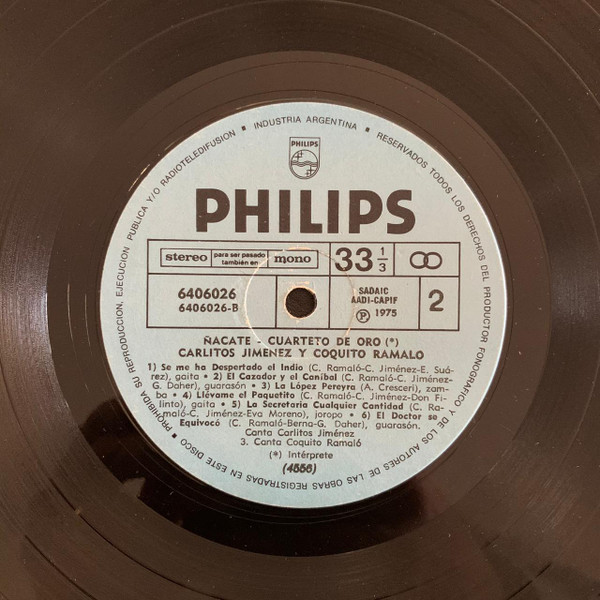 ■ INDUSTRIA ARGENTINA ■ RESERVADOS TODOS LOS DERECHOS DEL PRODUCTOR FONOGRAFICO Y DE LOS AUTORES DE LAS OBRAS REGISTRADAS EN ESTE DISCO ■ PROHIBIDA SU REPRODUCCION, EJECUCION PUBLICA Y/O RADIOTELEDIFUSION
PHILIPS
PHILIPS
stereo para ser pasado también en mono 33 1/3
6406026
6406026-B
SADAIC
AADI-CAPIF
Ⓟ 1975
2
ÑACATE - CUARTETO DE ORO (*)
CARLITOS JIMENEZ Y COQUITO RAMALO
1) Se me ha Despertado el Indio (C. Ramaló-C. Jiménez-E. Suá-
rez), gaita • 2) El Cazador y el Caníbal (C. Ramaló-C. Jiménez-
G. Daher), guarasón • 3) La López Pereyra (A. Cresceri), zam-
ba • 4) Llévame el Paquetito (C. Ramaló-C. Jiménez-Don Fi-
linto), gaita • 5) La Secretaria Cualquier Cantidad (C. Ra-
maló-C. Jiménez-Eva Moreno), joropo • 6) El Doctor se
Equivocó (C. Ramaló-Berna-G. Daher), guarasón.
Canta Carlitos Jiménez
3. Canta Coquito Ramaló
(*) Intérprete
(4556)